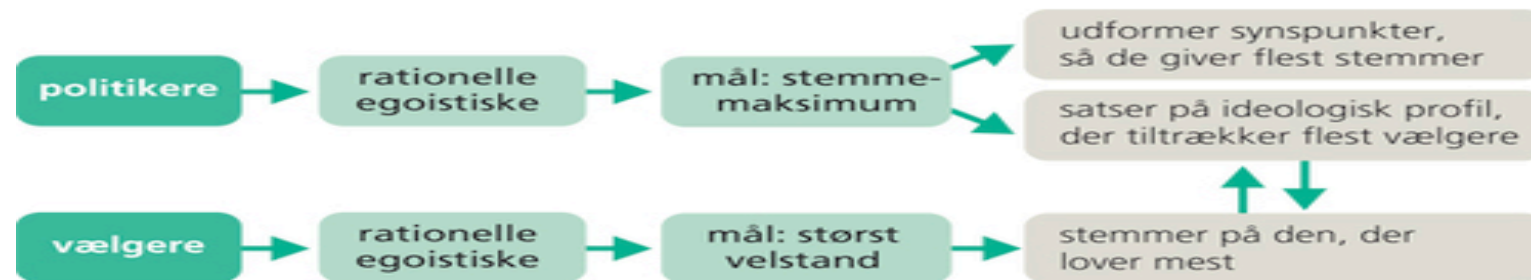 politikere
rationelle
egoistiske
mål: stemme-
maksimum
udformer synspunkter,
så de giver flest stemmer
satser på ideologisk profil,
der tiltrækker flest vælgere
vælgere
rationelle
egoistiske
mål: størst
velstand
stemmer på den, der
lover mest